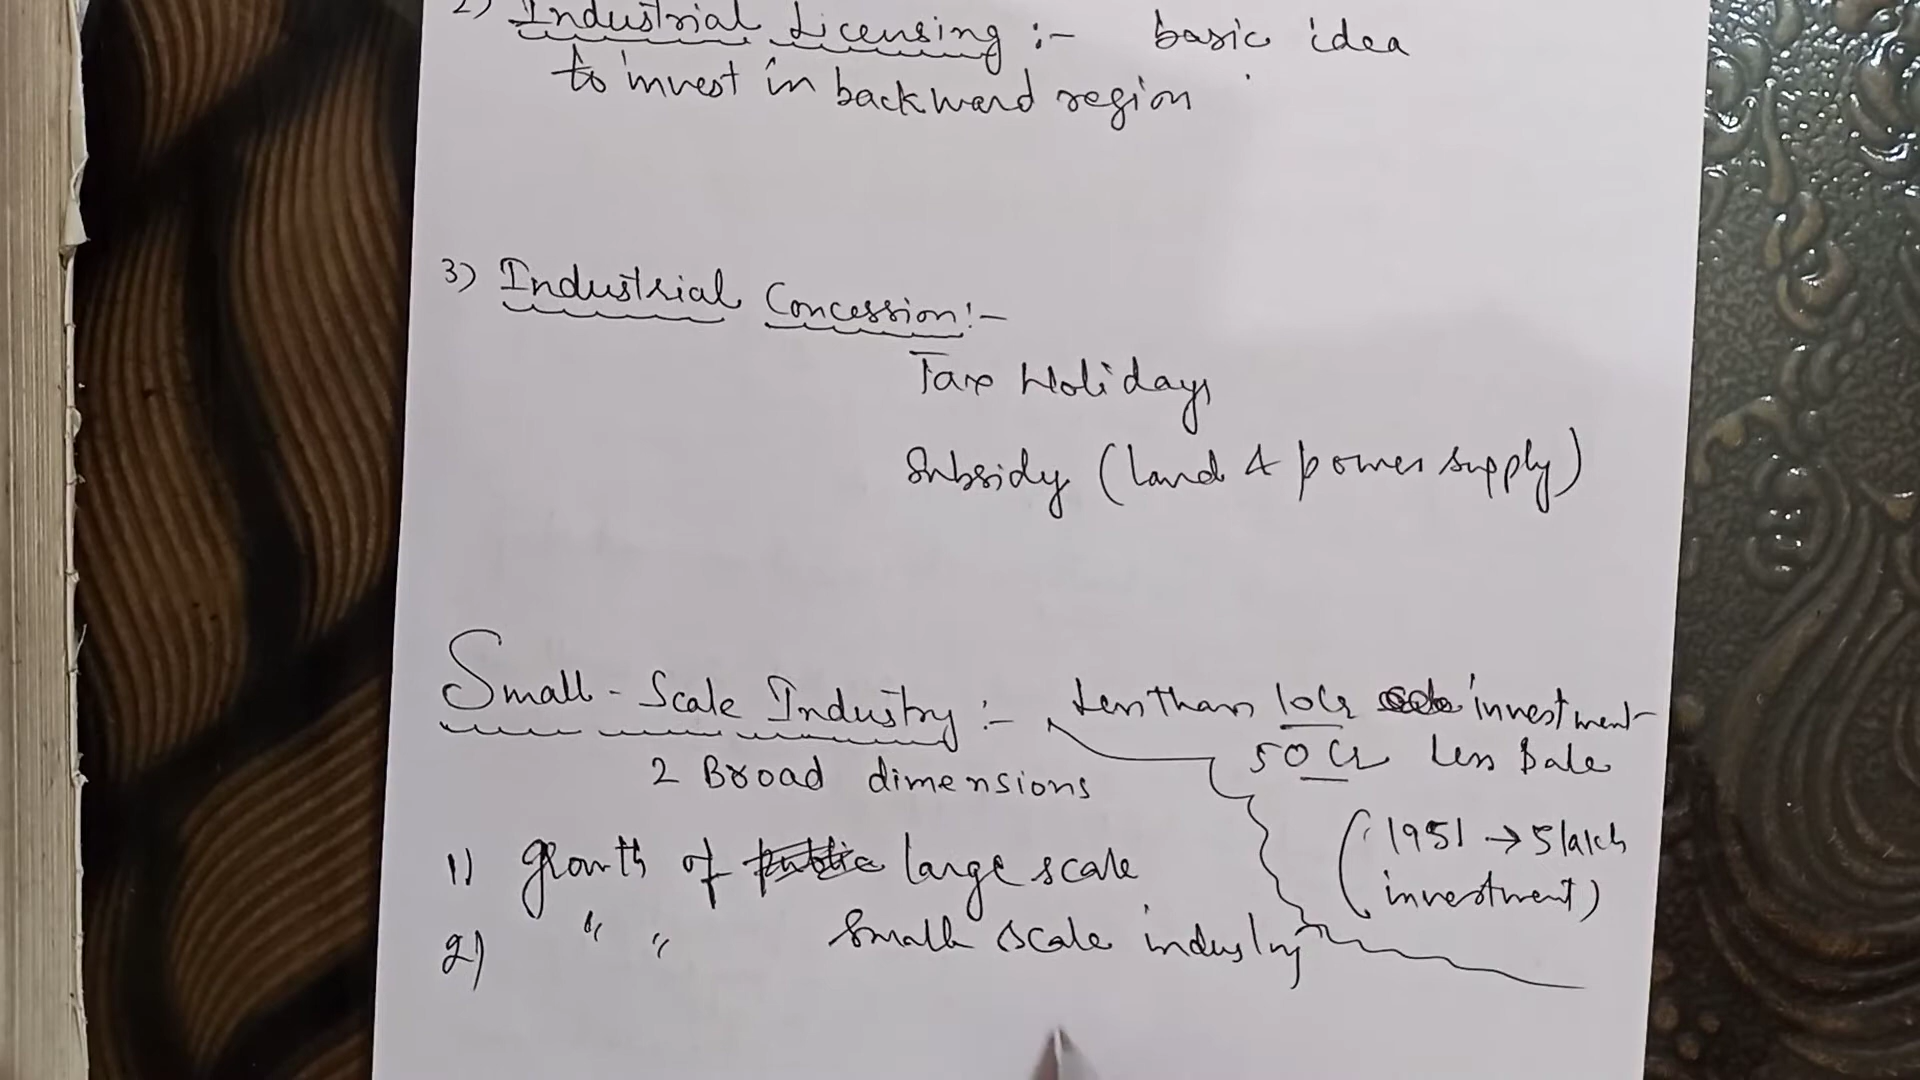 2) Industrial Licensing :- basic idea
to invest in backward region
3) Industrial Concession:-
Tax Holidays
Subsidy (land & power supply)
Small-Scale Industry :- Less than 10Cr investment
50 Cr less Sale
2 Broad dimensions
(1951 → 5 lakh
investment)
1) growth of large scale
2) " " small scale industry